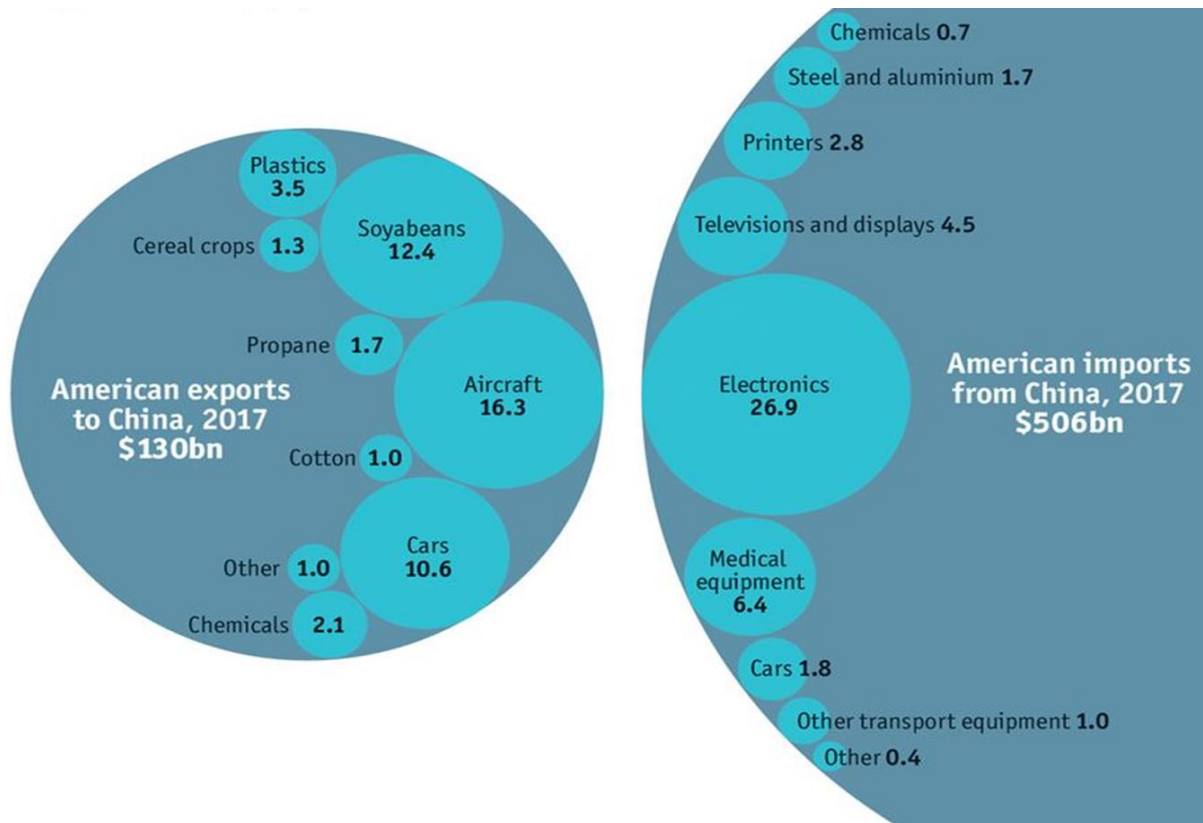 Plastics
3.5
Soyabeans
12.4
Cereal crops 1.3
Propane 1.7
Aircraft
16.3
American exports
to China, 2017
$130bn
Cotton 1.0
Cars
10.6
Other 1.0
Chemicals 2.1
Chemicals 0.7
Steel and aluminium 1.7
Printers 2.8
Televisions and displays 4.5
Electronics
26.9
American imports
from China, 2017
$506bn
Medical
equipment
6.4
Cars 1.8
Other transport equipment 1.0
Other 0.4